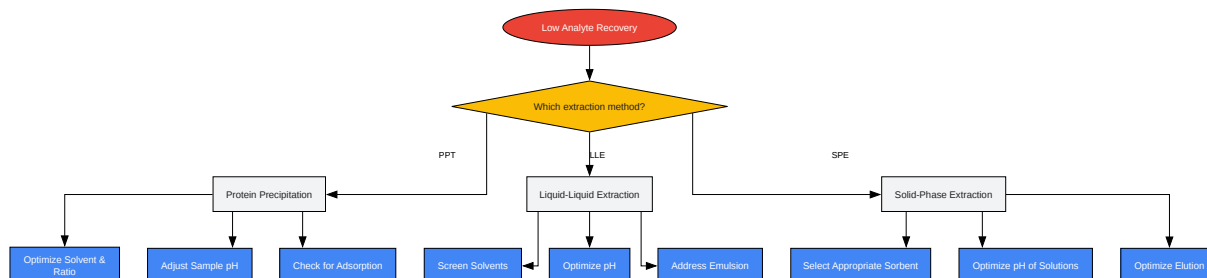 Low Analyte Recovery
Which extraction method?
PPT
LLE
SPE
Protein Precipitation
Liquid-Liquid Extraction
Solid-Phase Extraction
Optimize Solvent &
Ratio
Adjust Sample pH
Check for Adsorption
Screen Solvents
Optimize pH
Address Emulsion
Select Appropriate Sorbent
Optimize pH of Solutions
Optimize Elution